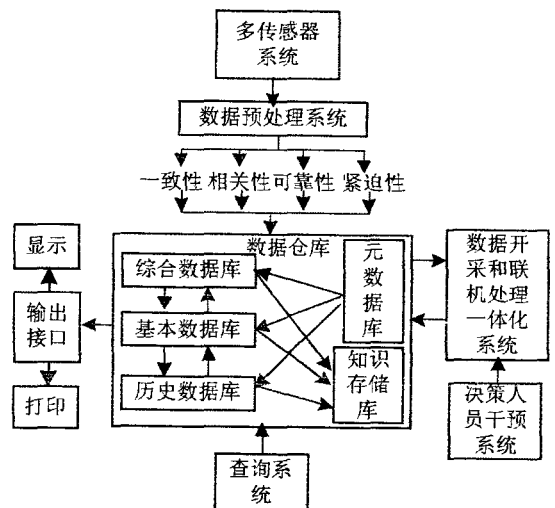 多传感器
系统
数据预处理系统
一致性 相关性 可靠性 紧迫性
数据仓库
显示
输出
接口
打印
综合数据库
基本数据库
历史数据库
元
数
据
库
知识
存储
库
数据开
采和联
机处理
一体化
系统
决策人
员干预
系统
查询系
统